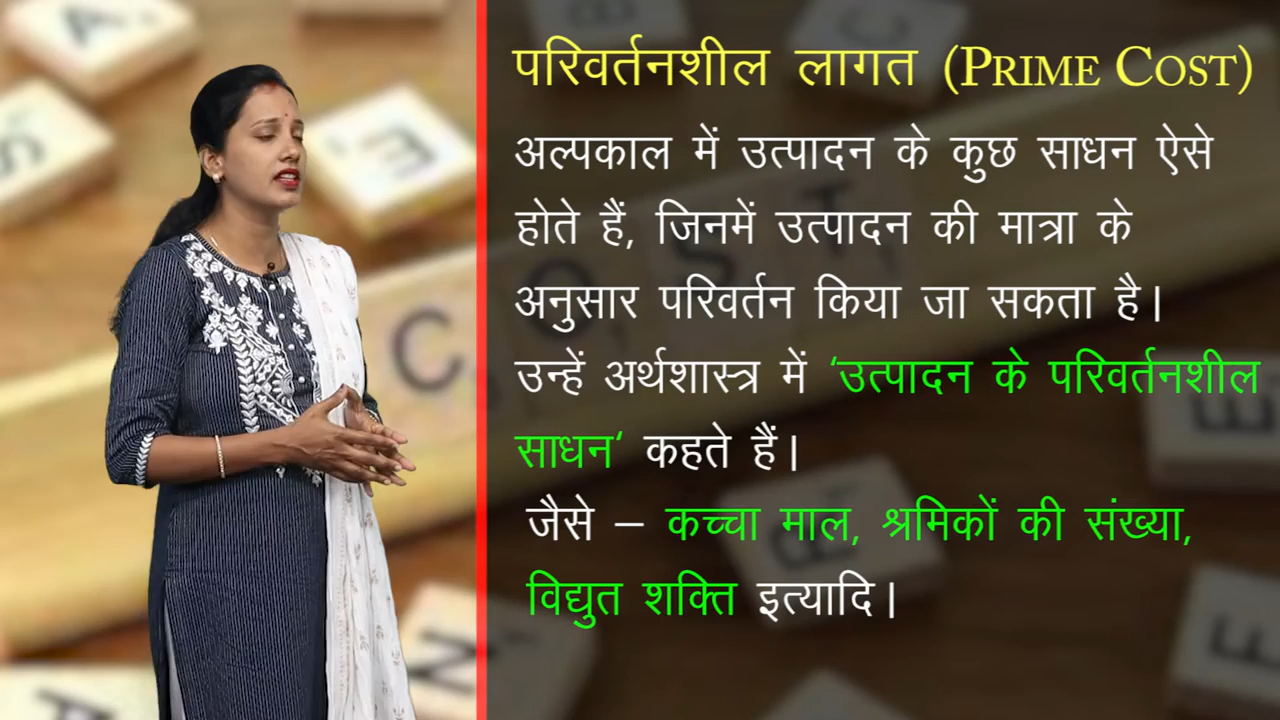 परिवर्तनशील लागत (PRIME COST)
अल्पकाल में उत्पादन के कुछ साधन ऐसे
होते हैं, जिनमें उत्पादन की मात्रा के
अनुसार परिवर्तन किया जा सकता है।
उन्हें अर्थशास्त्र में ‘उत्पादन के परिवर्तनशील
साधन‘ कहते हैं।
जैसे – कच्चा माल, श्रमिकों की संख्या,
विद्युत शक्ति इत्यादि।